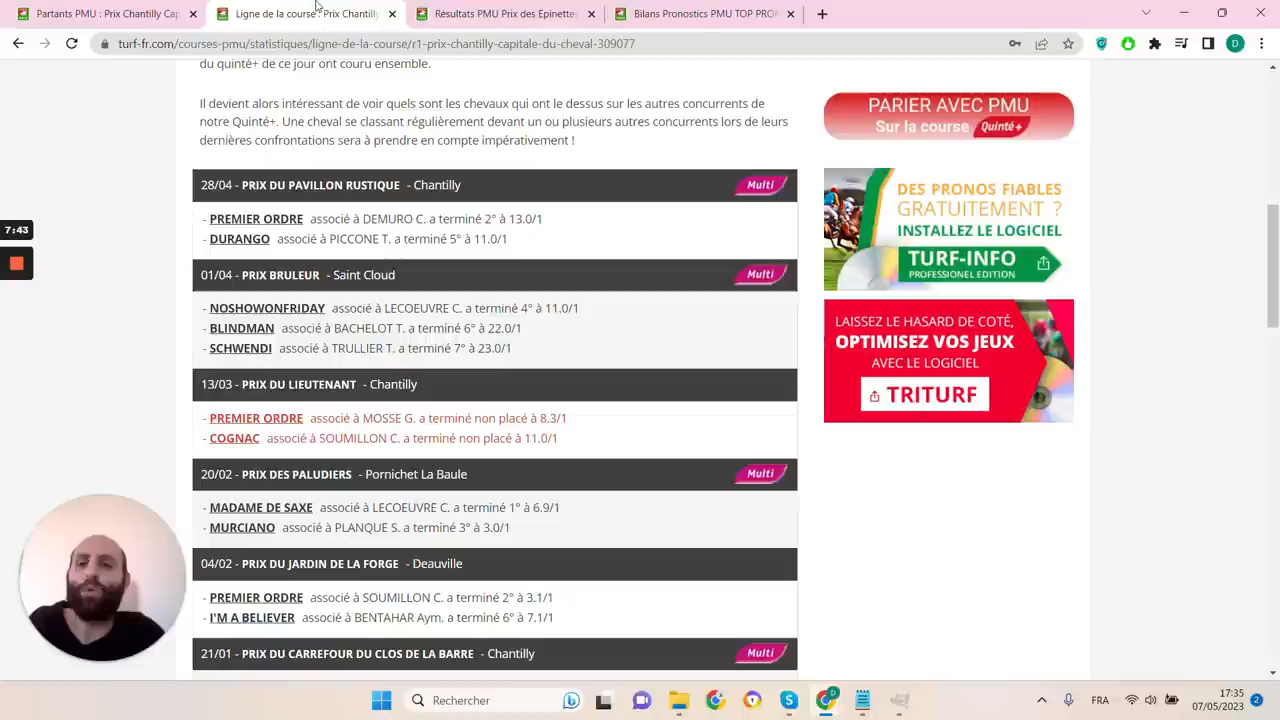 Partants PMU : Prix Chantilly Cap
Ligne de la course : Prix Chantilly
Résultats PMU Prix des Epinettes
Bilans Pronostics PMU TOP PRON
turf-fr.com/courses-pmu/statistiques/ligne-de-la-course/r1-prix-chantilly-capitale-du-cheval-309077
D
du quinté+ de ce jour ont couru ensemble.
Il devient alors intéressant de voir quels sont les chevaux qui ont le dessus sur les autres concurrents de
notre Quinté+. Une cheval se classant régulièrement devant un ou plusieurs autres concurrents lors de leurs
dernières confrontations sera à prendre en compte impérativement !
28/04 - PRIX DU PAVILLON RUSTIQUE - Chantilly Multi
- PREMIER ORDRE associé à DEMURO C. a terminé 2° à 13.0/1
- DURANGO associé à PICCONE T. a terminé 5° à 11.0/1
01/04 - PRIX BRULEUR - Saint Cloud Multi
- NOSHOWONFRIDAY associé à LECOEUVRE C. a terminé 4° à 11.0/1
- BLINDMAN associé à BACHELOT T. a terminé 6° à 22.0/1
- SCHWENDI associé à TRULLIER T. a terminé 7° à 23.0/1
13/03 - PRIX DU LIEUTENANT - Chantilly
- PREMIER ORDRE associé à MOSSE G. a terminé non placé à 8.3/1
- COGNAC associé à SOUMILLON C. a terminé non placé à 11.0/1
20/02 - PRIX DES PALUDIERS - Pornichet La Baule Multi
- MADAME DE SAXE associé à LECOEUVRE C. a terminé 1° à 6.9/1
- MURCIANO associé à PLANQUE S. a terminé 3° à 3.0/1
04/02 - PRIX DU JARDIN DE LA FORGE - Deauville
- PREMIER ORDRE associé à SOUMILLON C. a terminé 2° à 3.1/1
- I'M A BELIEVER associé à BENTAHAR Aym. a terminé 6° à 7.1/1
21/01 - PRIX DU CARREFOUR DU CLOS DE LA BARRE - Chantilly Multi
PARIER AVEC PMU
Sur la course Quinté+
DES PRONOS FIABLES
GRATUITEMENT ?
INSTALLEZ LE LOGICIEL
TURF-INFO
PROFESSIONEL EDITION
LAISSEZ LE HASARD DE COTÉ,
OPTIMISEZ VOS JEUX
AVEC LE LOGICIEL
TRITURF
7:43
Rechercher
FRA
17:35
07/05/2023
2